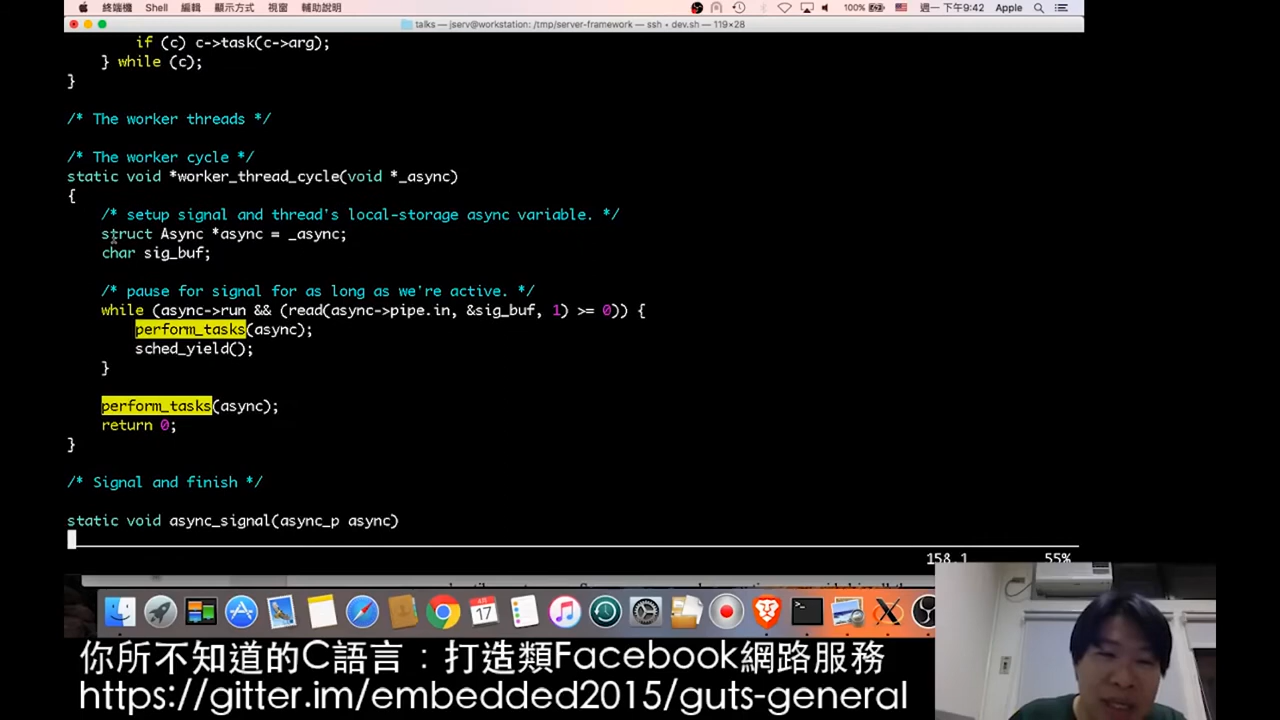 終端機 Shell 編輯 顯示方式 視窗 輔助說明 100% 週一 下午9:42 Apple
talks — jserv@workstation: /tmp/server-framework — ssh • dev.sh — 119×28
if (c) c->task(c->arg);
} while (c);
}
/* The worker threads */
/* The worker cycle */
static void *worker_thread_cycle(void *_async)
{
/* setup signal and thread's local-storage async variable. */
struct Async *async = _async;
char sig_buf;
/* pause for signal for as long as we're active. */
while (async->run && (read(async->pipe.in, &sig_buf, 1) >= 0)) {
perform_tasks(async);
sched_yield();
}
perform_tasks(async);
return 0;
}
/* Signal and finish */
static void async_signal(async_p async)
158,1 55%
17
你所不知道的C語言：打造類Facebook網路服務
https://gitter.im/embedded2015/guts-general